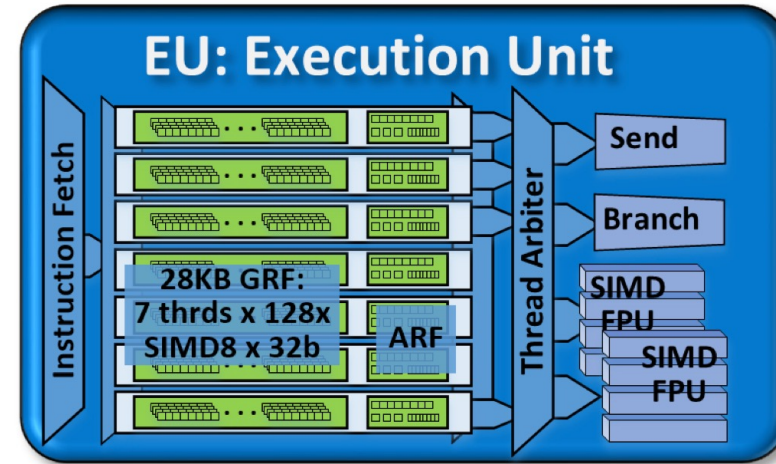 EU: Execution Unit
Instruction Fetch
28KB GRF:
7 thrds x 128x
SIMD8 x 32b
ARF
Thread Arbiter
Send
Branch
SIMD
FPU
SIMD
FPU